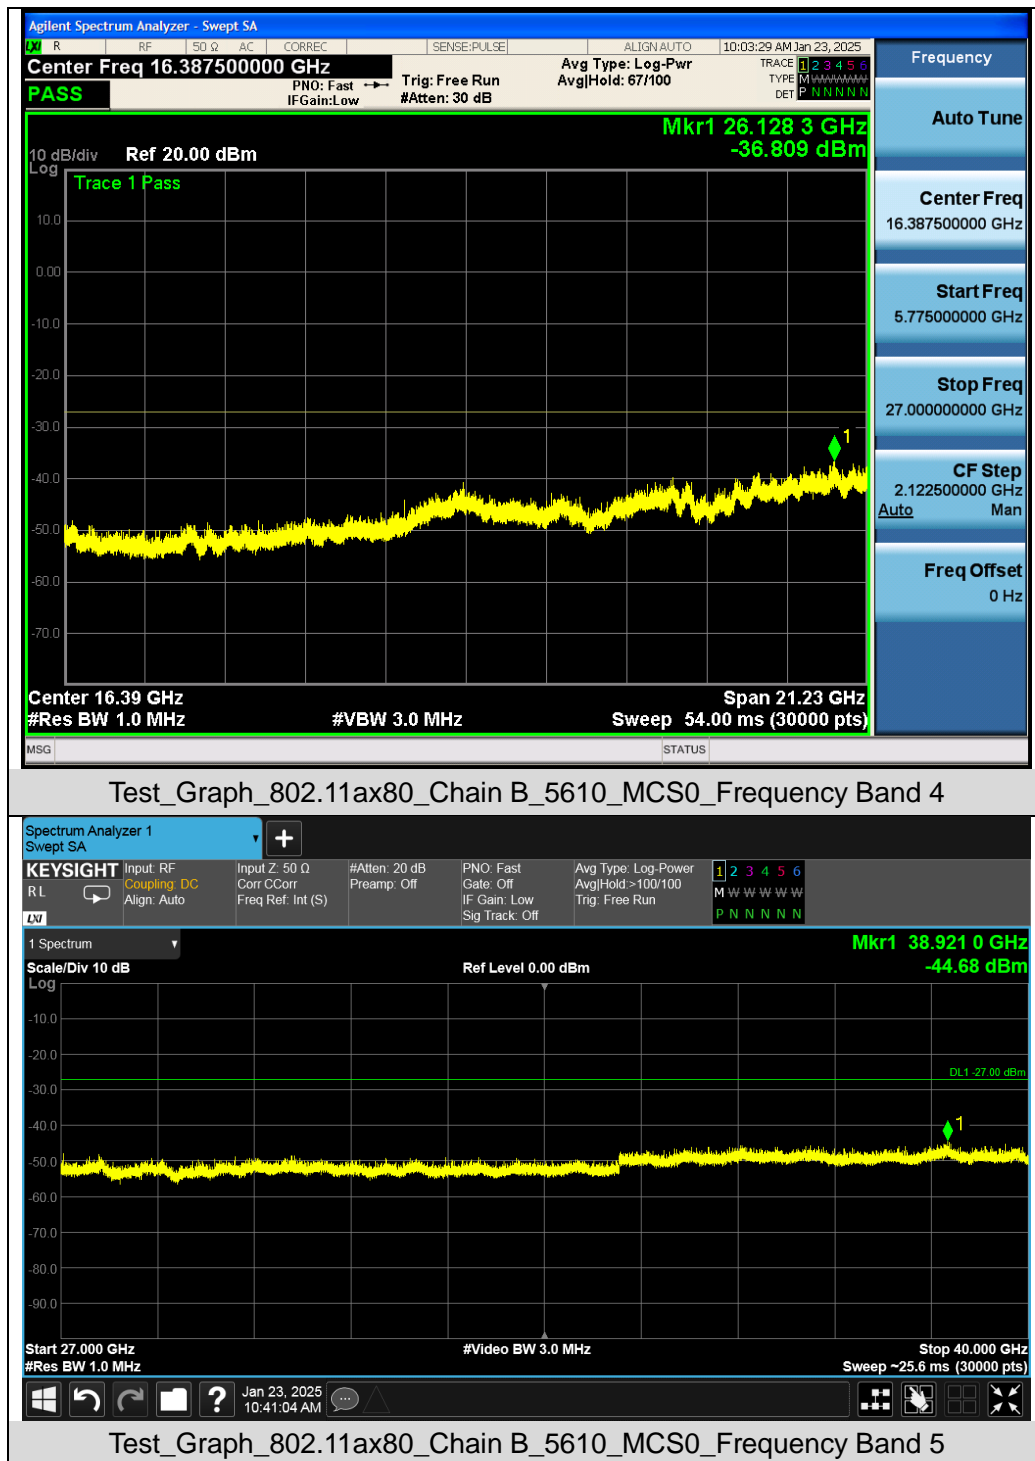 Agilent Spectrum Analyzer - Swept SA
LXI R RF 50 Ω AC CORREC SENSE:PULSE ALIGN AUTO 10:03:29 AM Jan 23, 2025
Center Freq 16.387500000 GHz
PASS
PNO: Fast
IFGain:Low
Trig: Free Run
#Atten: 30 dB
Avg Type: Log-Pwr
Avg|Hold: 67/100
TRACE 1 2 3 4 5 6
TYPE M W W W W W
DET P N N N N N
Mkr1 26.128 3 GHz
-36.809 dBm
10 dB/div Ref 20.00 dBm
Log
Trace 1 Pass
10.0
0.00
-10.0
-20.0
-30.0
-40.0
-50.0
-60.0
-70.0
1
Center 16.39 GHz Span 21.23 GHz
#Res BW 1.0 MHz #VBW 3.0 MHz Sweep 54.00 ms (30000 pts)
MSG STATUS
Frequency
Auto Tune
Center Freq
16.387500000 GHz
Start Freq
5.775000000 GHz
Stop Freq
27.000000000 GHz
CF Step
2.122500000 GHz
Auto Man
Freq Offset
0 Hz
Test_Graph_802.11ax80_Chain B_5610_MCS0_Frequency Band 4
Spectrum Analyzer 1
Swept SA
+
KEYSIGHT
RL
LXI
Input: RF
Coupling: DC
Align: Auto
Input Z: 50 Ω
Corr CCorr
Freq Ref: Int (S)
#Atten: 20 dB
Preamp: Off
PNO: Fast
Gate: Off
IF Gain: Low
Sig Track: Off
Avg Type: Log-Power
Avg|Hold:>100/100
Trig: Free Run
1 2 3 4 5 6
M W W W W W
P N N N N N
1 Spectrum
Mkr1 38.921 0 GHz
-44.68 dBm
Scale/Div 10 dB Ref Level 0.00 dBm
Log
-10.0
-20.0
-30.0
-40.0
-50.0
-60.0
-70.0
-80.0
-90.0
DL1 -27.00 dBm
1
Start 27.000 GHz #Video BW 3.0 MHz Stop 40.000 GHz
#Res BW 1.0 MHz Sweep ~25.6 ms (30000 pts)
?
Jan 23, 2025
10:41:04 AM
Test_Graph_802.11ax80_Chain B_5610_MCS0_Frequency Band 5